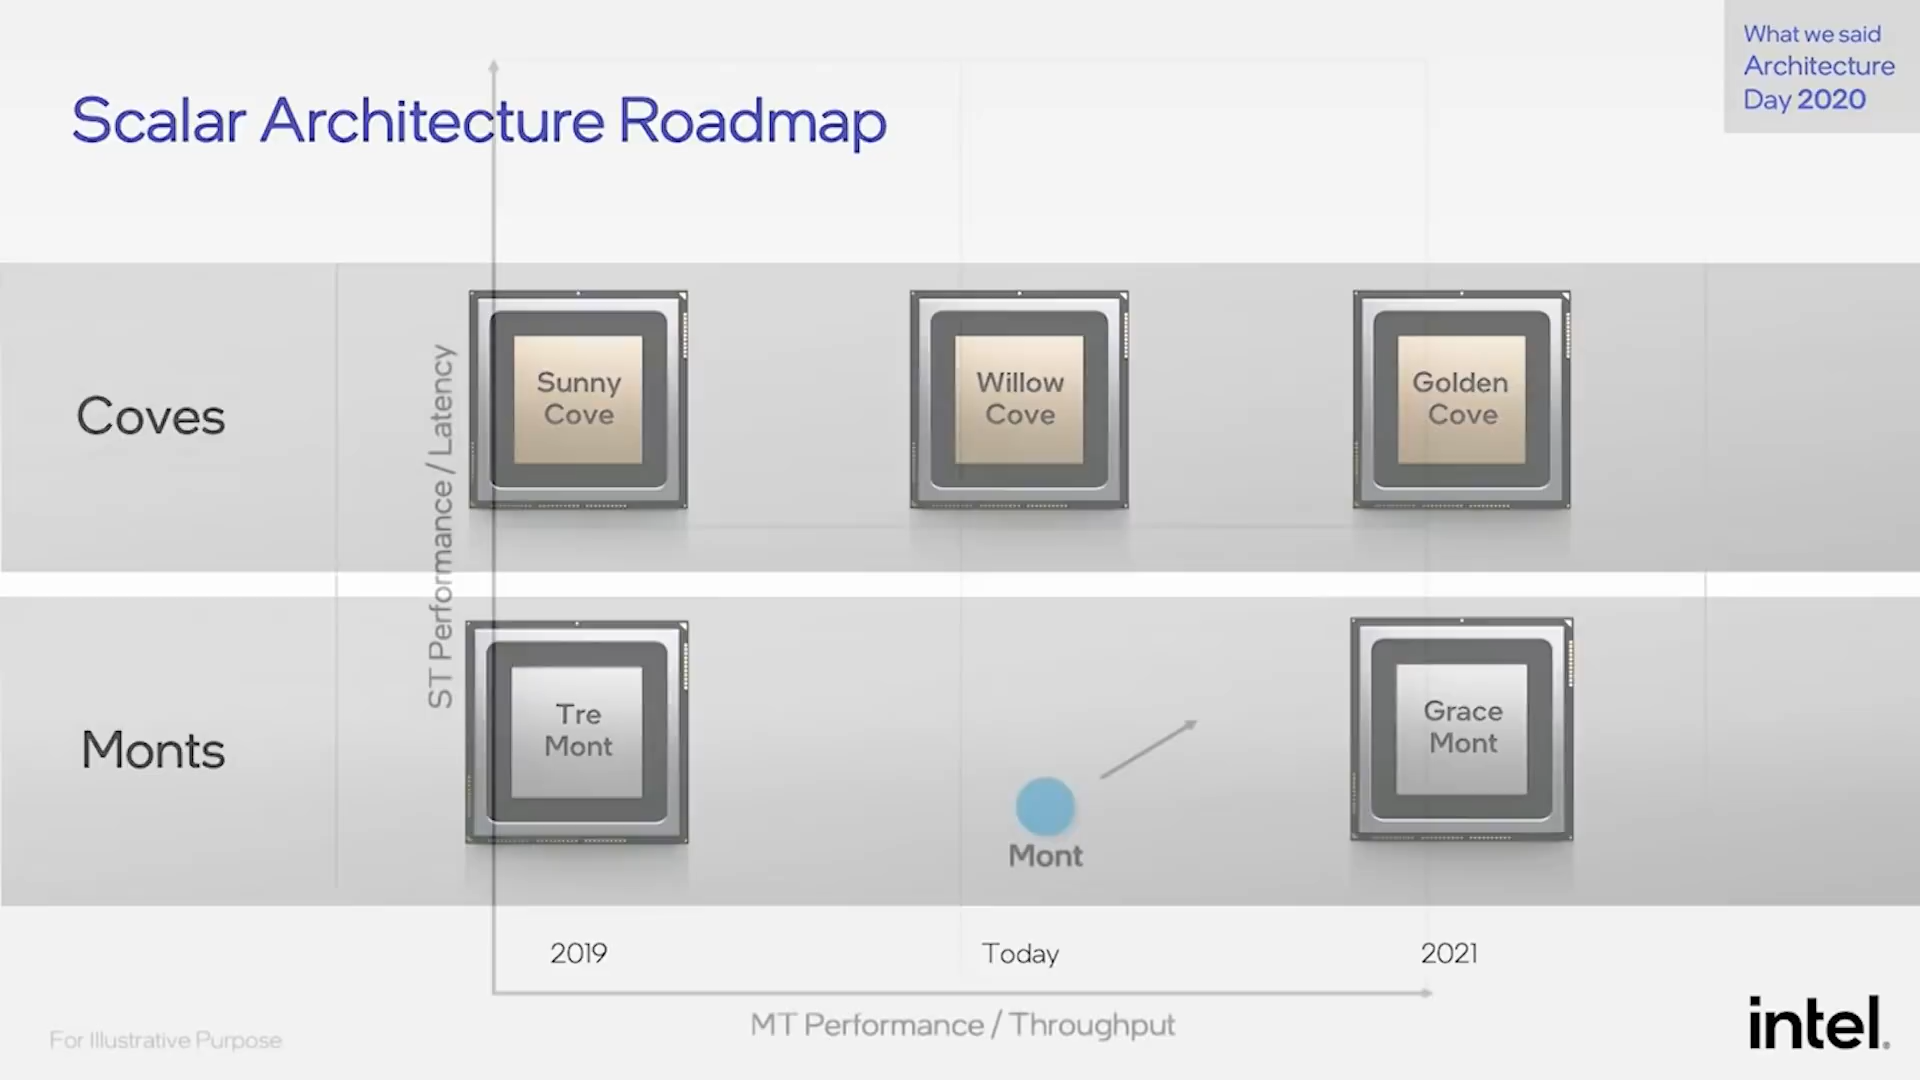 What we said
Architecture
Day 2020
Scalar Architecture Roadmap
Coves
Sunny
Cove
Willow
Cove
Golden
Cove
ST Performance / Latency
Monts
Tre
Mont
Grace
Mont
Mont
2019
Today
2021
MT Performance / Throughput
For Illustrative Purpose
intel.